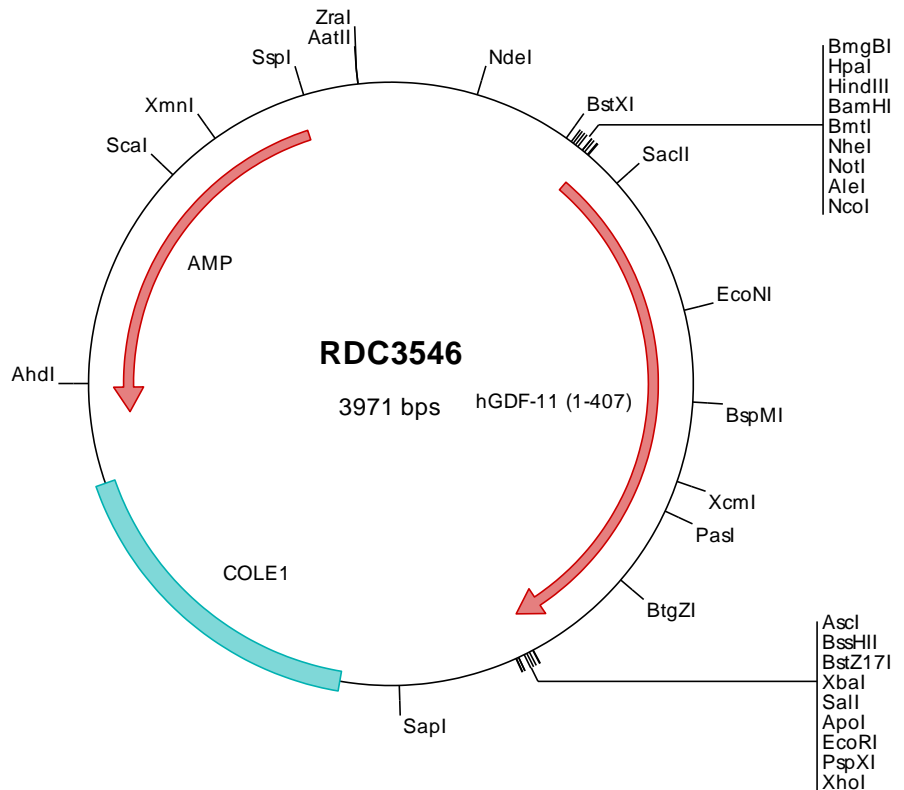 ZraI
AatII
SspI
NdeI
XmnI
BstXI
ScaI
SacII
BmgBI
HpaI
HindIII
BamHI
BmtI
NheI
NotI
AleI
NcoI
AMP
EcoNI
RDC3546
AhdI
3971 bps
hGDF-11 (1-407)
BspMI
XcmI
PasI
COLE1
BtgZI
SapI
AscI
BssHII
BstZ17I
XbaI
SalI
ApoI
EcoRI
PspXI
XhoI